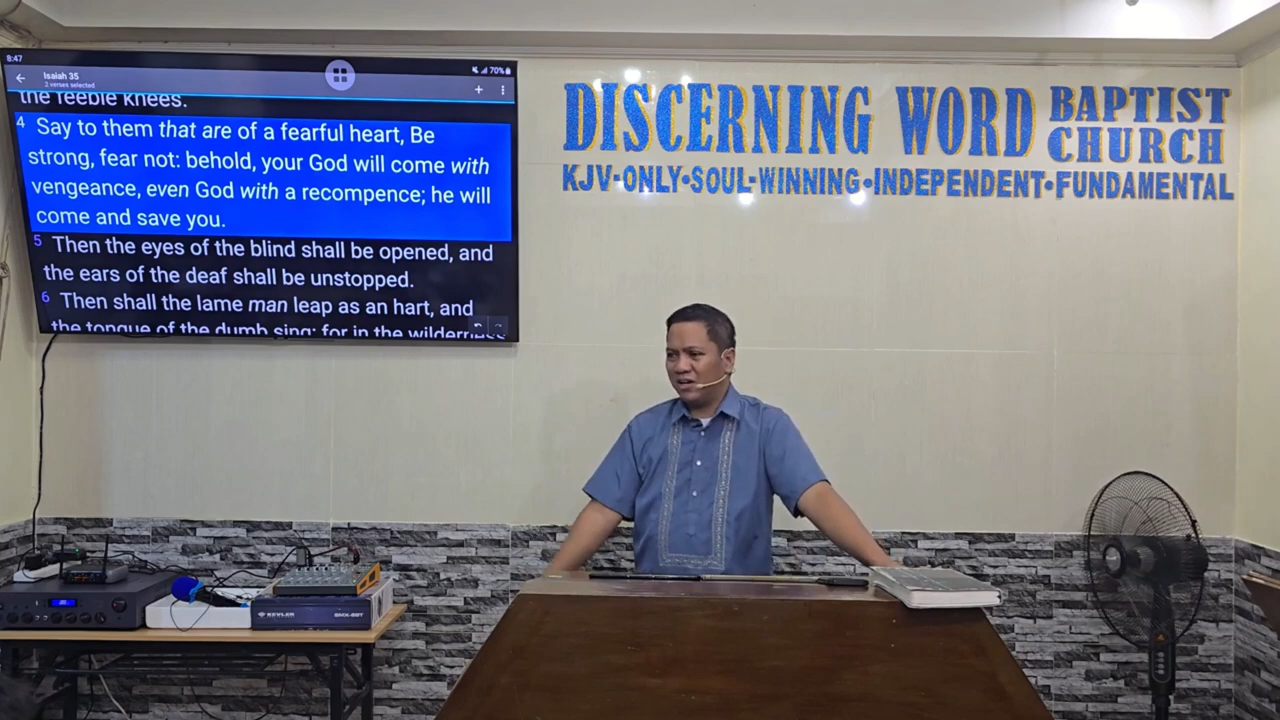 8:47
70%
Isaiah 35
2 verses selected
the feeble knees.
4 Say to them that are of a fearful heart, Be
strong, fear not: behold, your God will come with
vengeance, even God with a recompence; he will
come and save you.
5 Then the eyes of the blind shall be opened, and
the ears of the deaf shall be unstopped.
6 Then shall the lame man leap as an hart, and
the tongue of the dumb sing: for in the wilderness
DISCERNING WORD BAPTIST CHURCH
KJV-ONLY•SOUL-WINNING•INDEPENDENT•FUNDAMENTAL
KEVLER